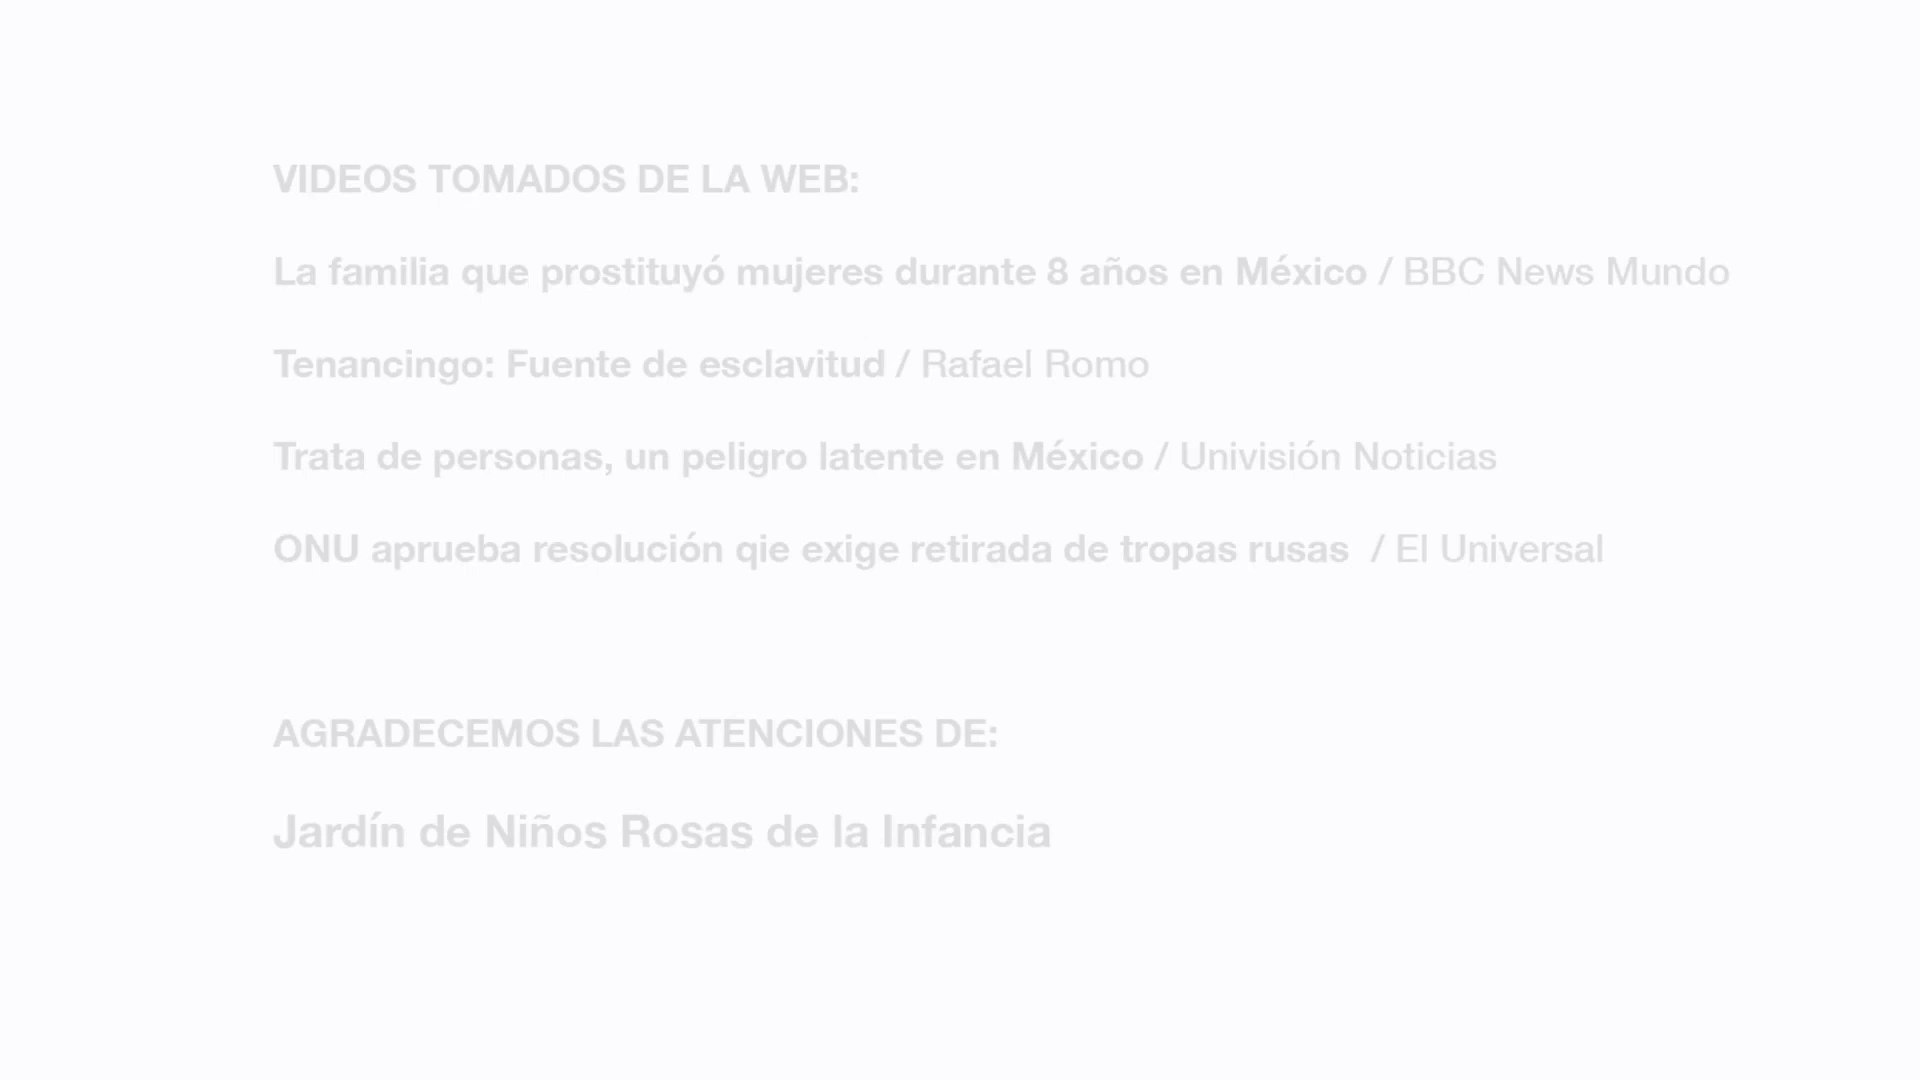 VIDEOS TOMADOS DE LA WEB:
La familia que prostituyó mujeres durante 8 años en México / BBC News Mundo
Tenancingo: Fuente de esclavitud / Rafael Romo
Trata de personas, un peligro latente en México / Univisión Noticias
ONU aprueba resolución qie exige retirada de tropas rusas / El Universal
AGRADECEMOS LAS ATENCIONES DE:
Jardín de Niños Rosas de la Infancia